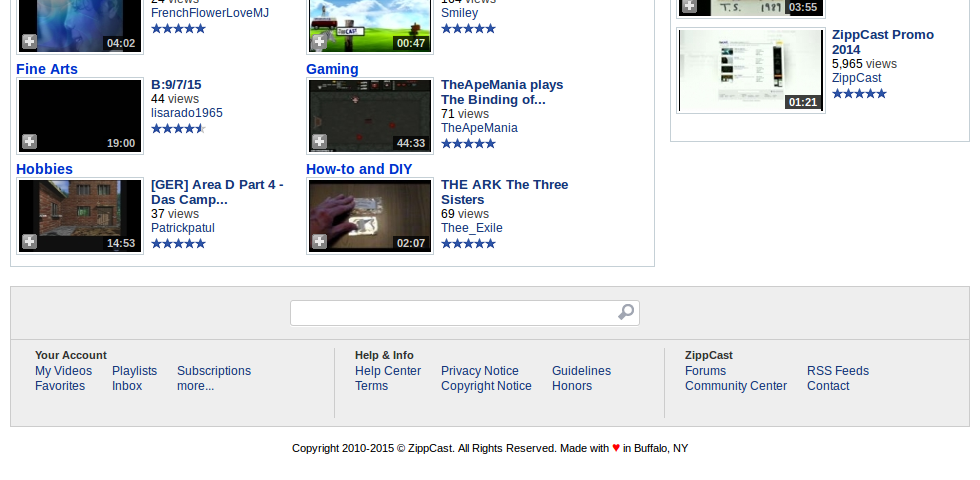 24 views
FrenchFlowerLoveMJ
04:02
164 views
Smiley
00:47
Fine Arts
B:9/7/15
44 views
lisarado1965
19:00
Gaming
TheApeMania plays
The Binding of...
71 views
TheApeMania
44:33
Hobbies
[GER] Area D Part 4 -
Das Camp...
37 views
Patrickpatul
14:53
How-to and DIY
THE ARK The Three
Sisters
69 views
Thee_Exile
02:07
T.S. 1989
03:55
ZippCast Promo
2014
5,965 views
ZippCast
01:21
Your Account
My Videos Playlists Subscriptions
Favorites Inbox more...
Help & Info
Help Center Privacy Notice Guidelines
Terms Copyright Notice Honors
ZippCast
Forums RSS Feeds
Community Center Contact
Copyright 2010-2015 © ZippCast. All Rights Reserved. Made with ♥ in Buffalo, NY